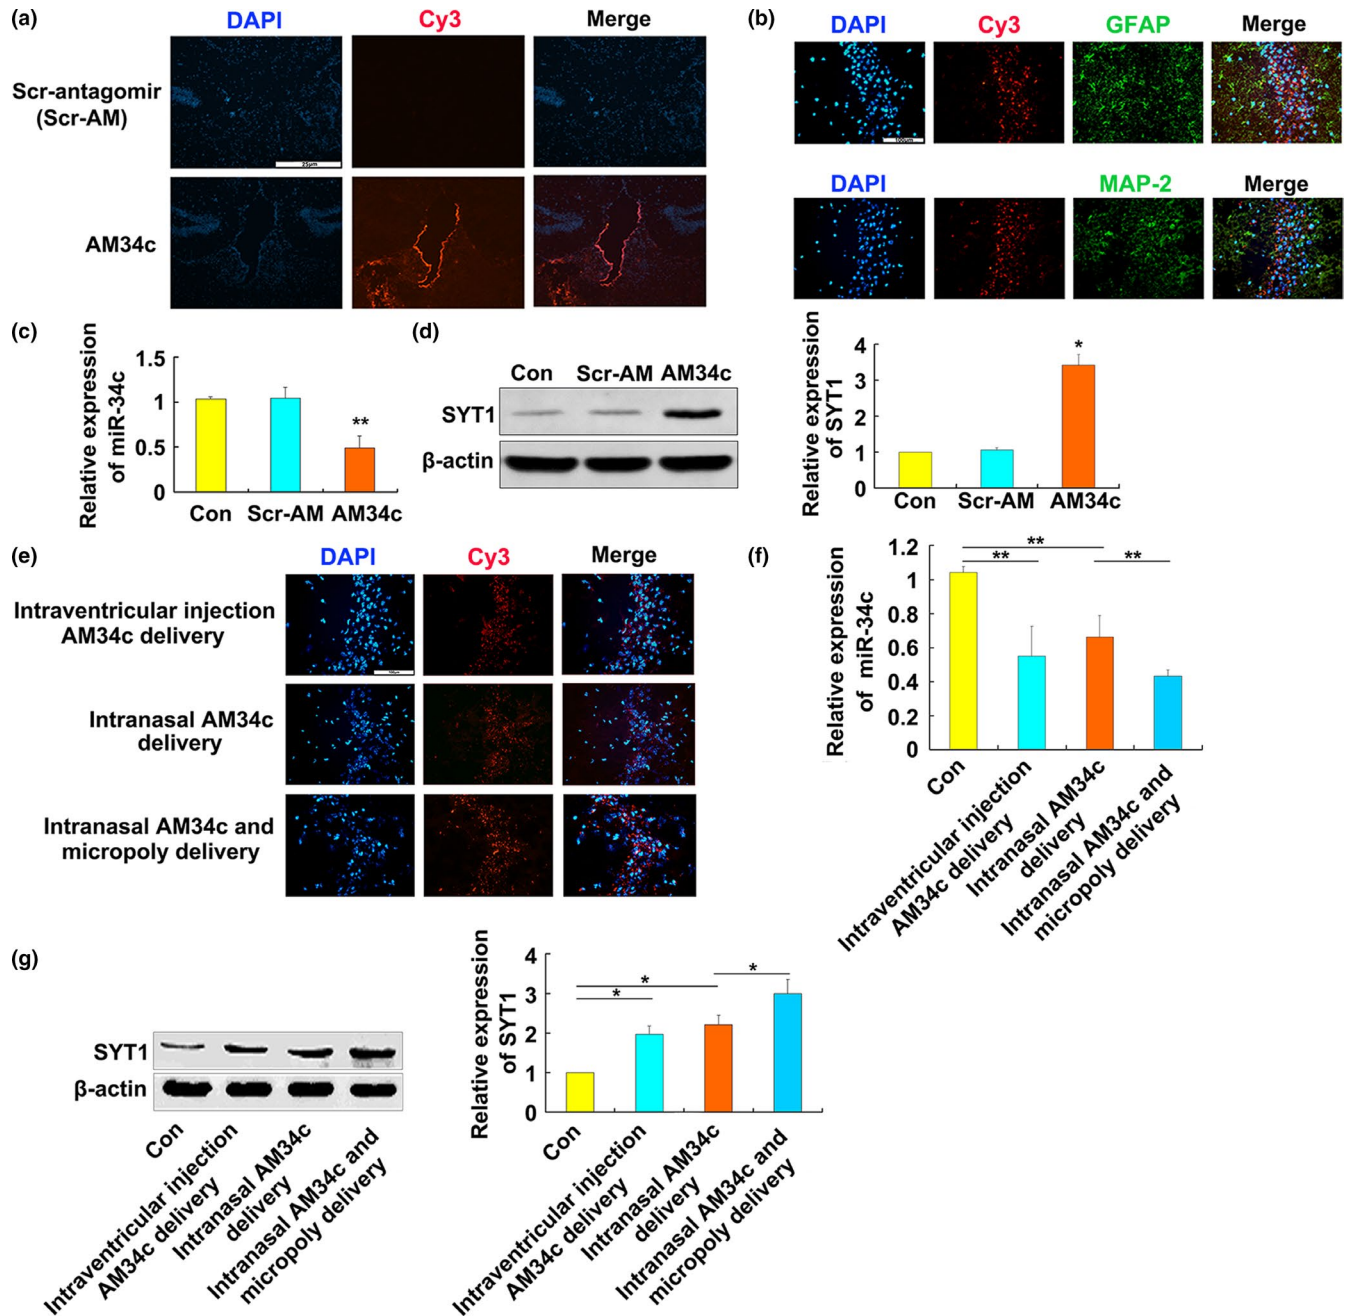 (a)
DAPI
Cy3
Merge
Scr-antagomir
(Scr-AM)
25μm
AM34c
(b)
DAPI
Cy3
GFAP
Merge
100μm
DAPI
Cy3
MAP-2
Merge
(c)
Relative expression
of miR-34c
1.5
1
0.5
0
**
Con
Scr-AM
AM34c
(d)
Con
Scr-AM
AM34c
SYT1
β-actin
Relative expression
of SYT1
4
3
2
1
0
*
Con
Scr-AM
AM34c
(e)
DAPI
Cy3
Merge
Intraventricular injection
AM34c delivery
Intranasal AM34c
delivery
Intranasal AM34c and
micropoly delivery
(f)
Relative expression
of miR-34c
1.2
1
0.8
0.6
0.4
0.2
0
**
**
**
Con
Intraventricular injection
AM34c delivery
Intranasal AM34c
delivery
Intranasal AM34c and
micropoly delivery
(g)
SYT1
β-actin
Con
Intraventricular injection
AM34c delivery
Intranasal AM34c
delivery
Intranasal AM34c and
micropoly delivery
Relative expression
of SYT1
4
3
2
1
0
*
*
*
Con
Intraventricular injection
AM34c delivery
Intranasal AM34c
delivery
Intranasal AM34c and
micropoly delivery